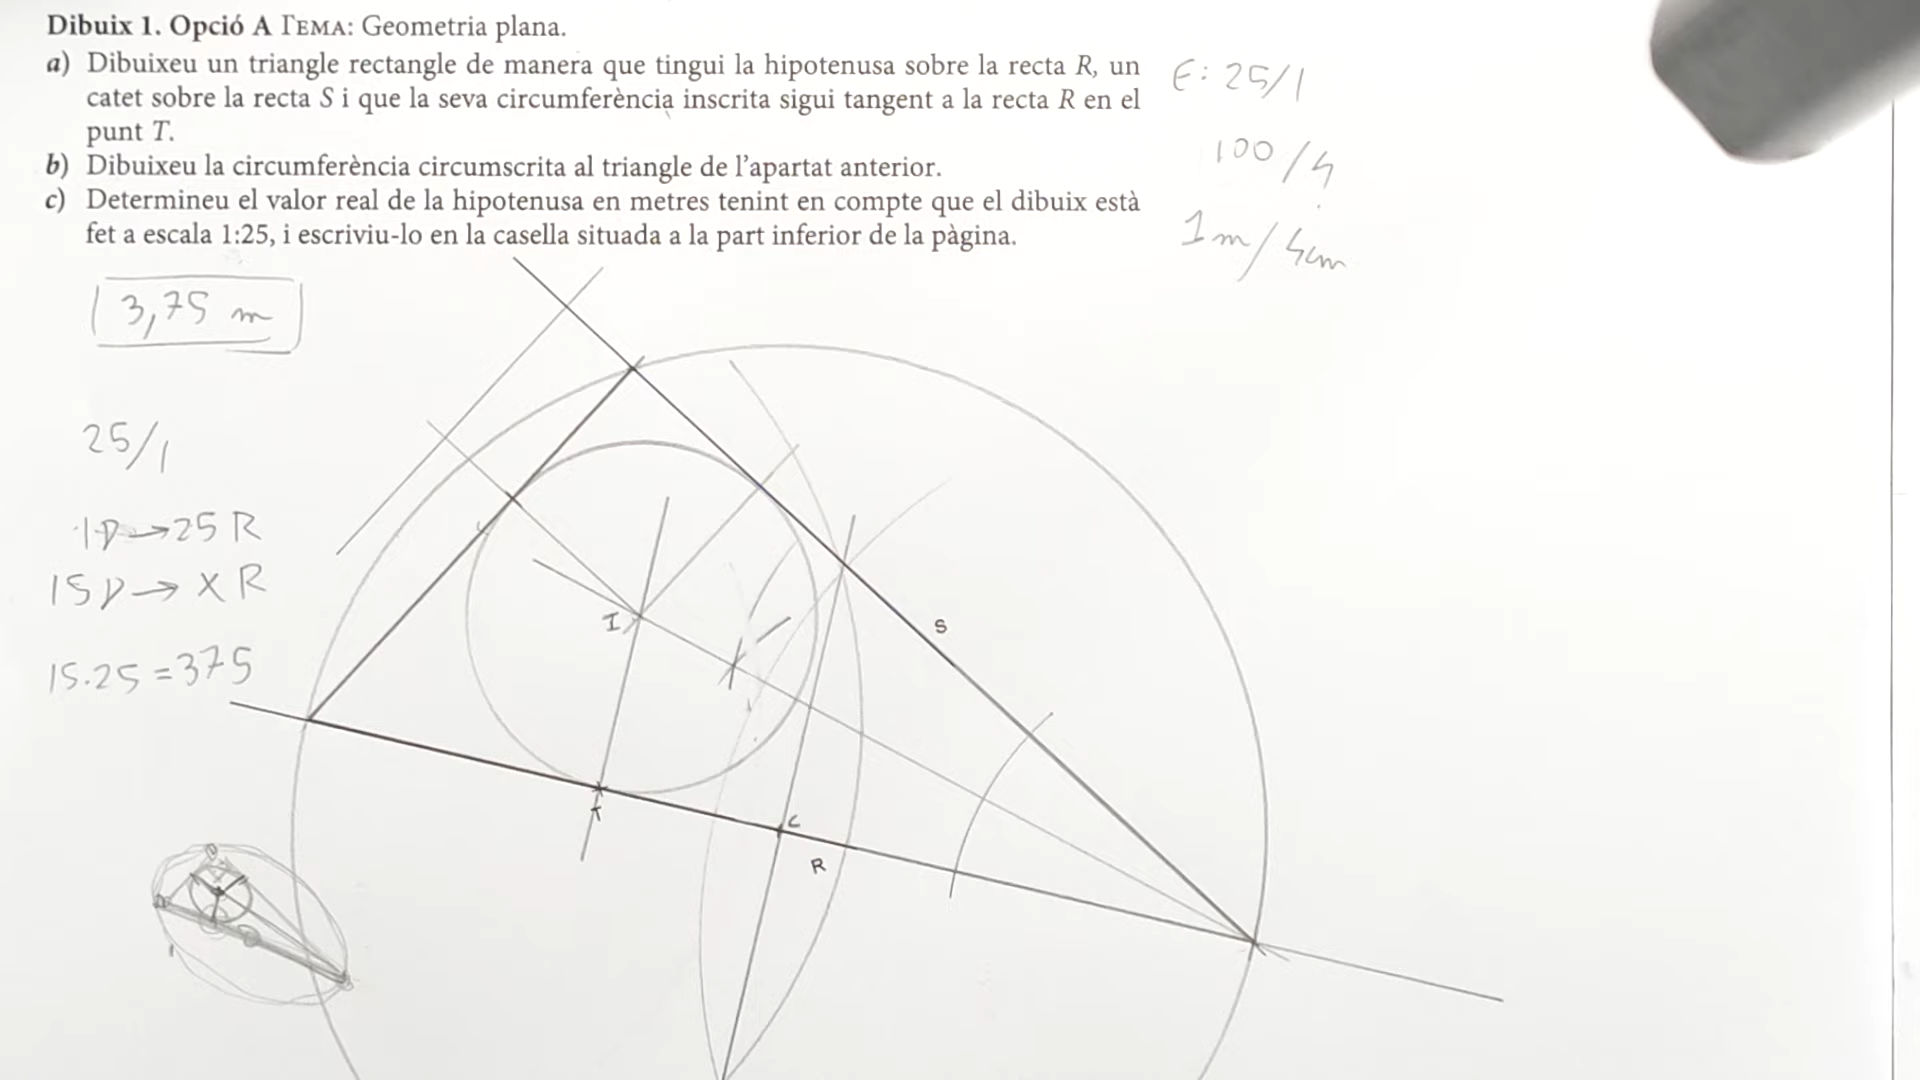 Dibuix 1. Opció A TEMA: Geometria plana.
a) Dibuixeu un triangle rectangle de manera que tingui la hipotenusa sobre la recta R, un
catet sobre la recta S i que la seva circumferència inscrita sigui tangent a la recta R en el
punt T.
b) Dibuixeu la circumferència circumscrita al triangle de l'apartat anterior.
c) Determineu el valor real de la hipotenusa en metres tenint en compte que el dibuix està
fet a escala 1:25, i escriviu-lo en la casella situada a la part inferior de la pàgina.
E: 25/1
100/4
1m/4cm
3,75 m
25/1
1D→25 R
15D→ X R
15.25=375
I
S
T
C
R